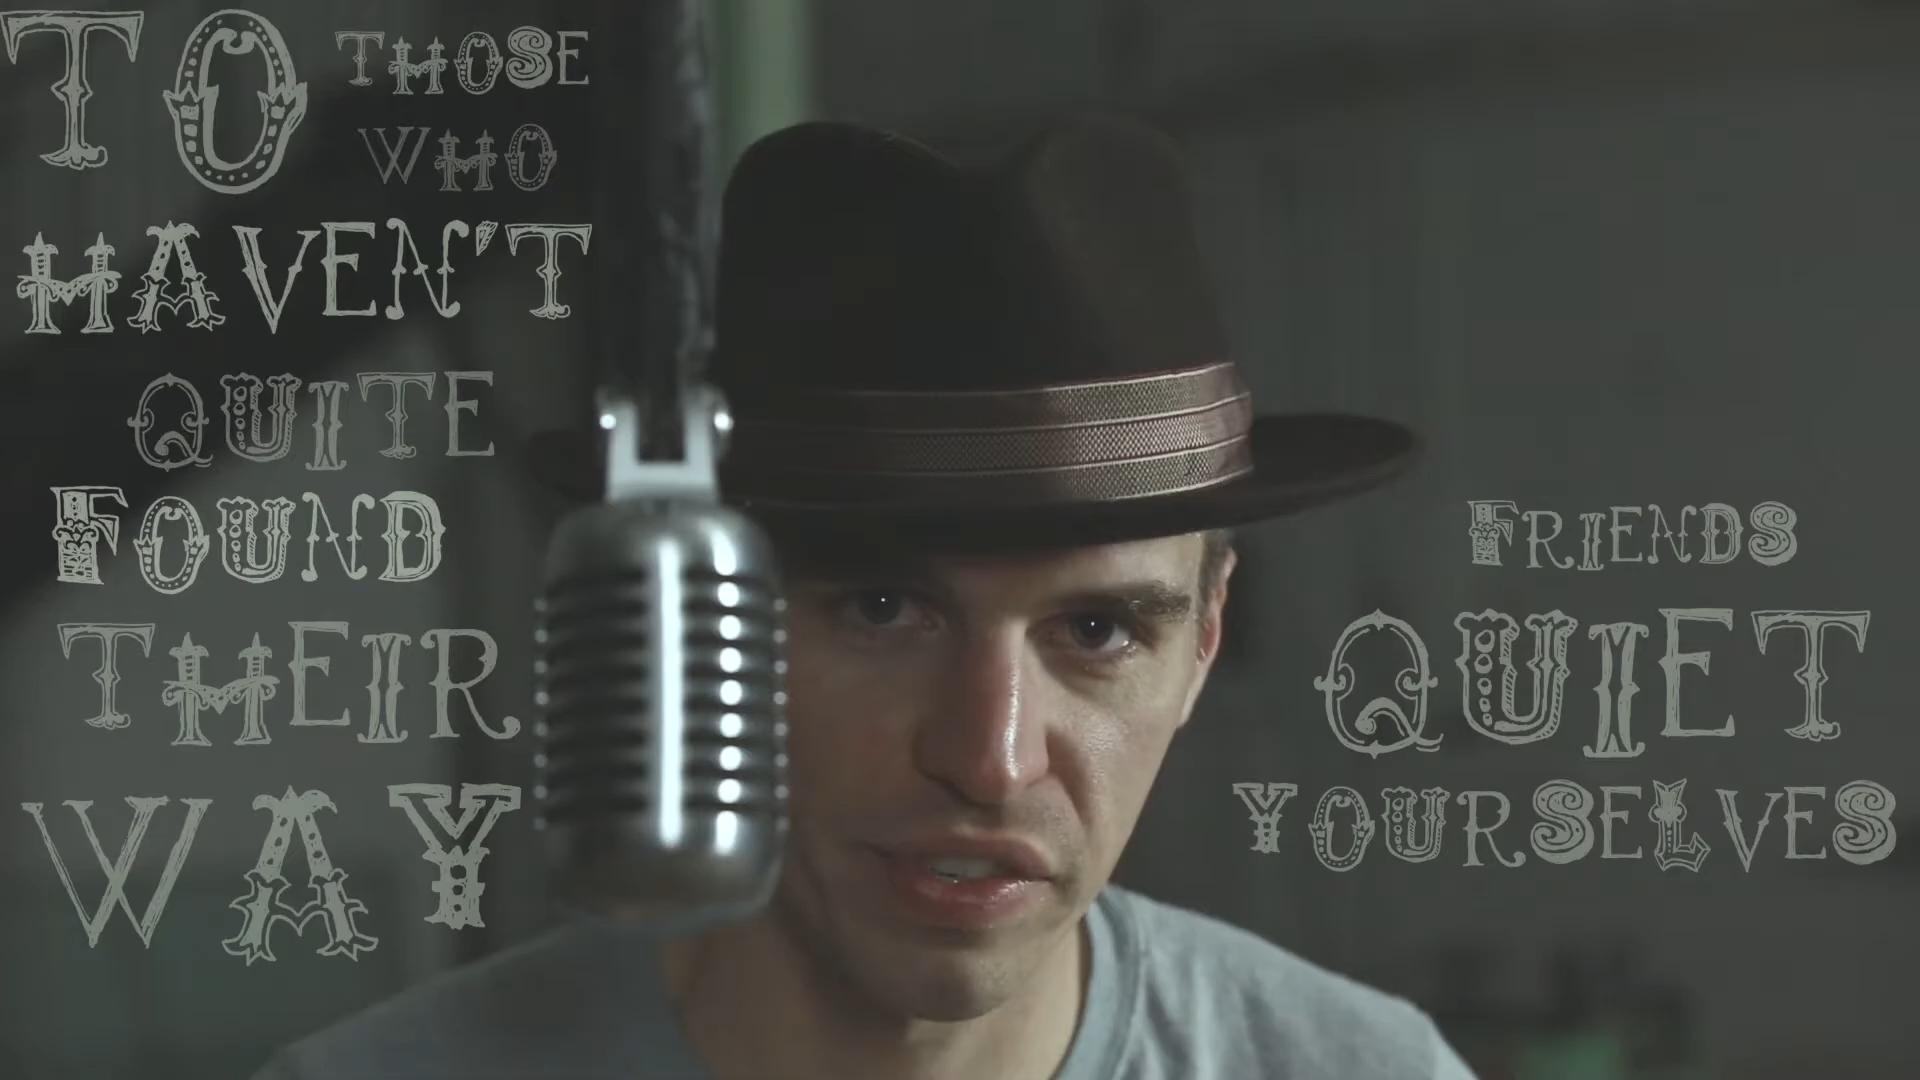 TO THOSE
WHO
HAVEN'T
QUITE
FOUND
THEIR
WAY
FRIENDS
QUIET
YOURSELVES